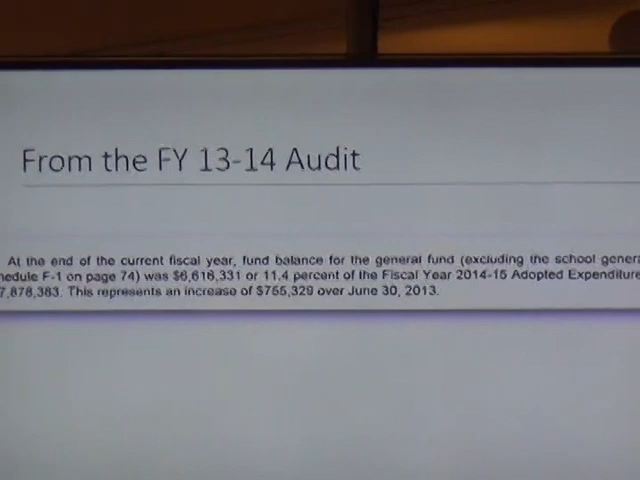 From the FY 13-14 Audit
At the end of the current fiscal year, fund balance for the general fund (excluding the school genera
hedule F-1 on page 74) was $6,618,331 or 11.4 percent of the Fiscal Year 2014-15 Adopted Expenditure
7,878,383. This represents an increase of $755,329 over June 30, 2013.